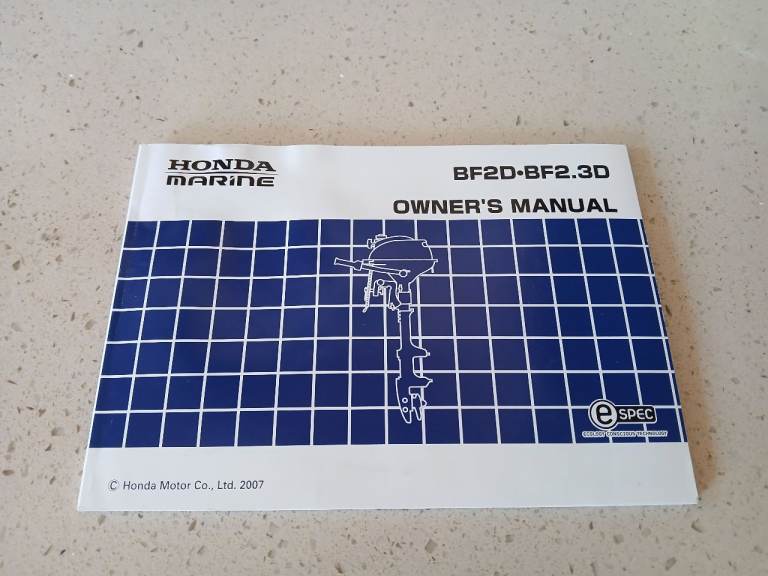 HONDA
MARINE
BF2D•BF2.3D
OWNER'S MANUAL
e SPEC
ECOLOGY CONSCIOUS TECHNOLOGY
© Honda Motor Co., Ltd. 2007